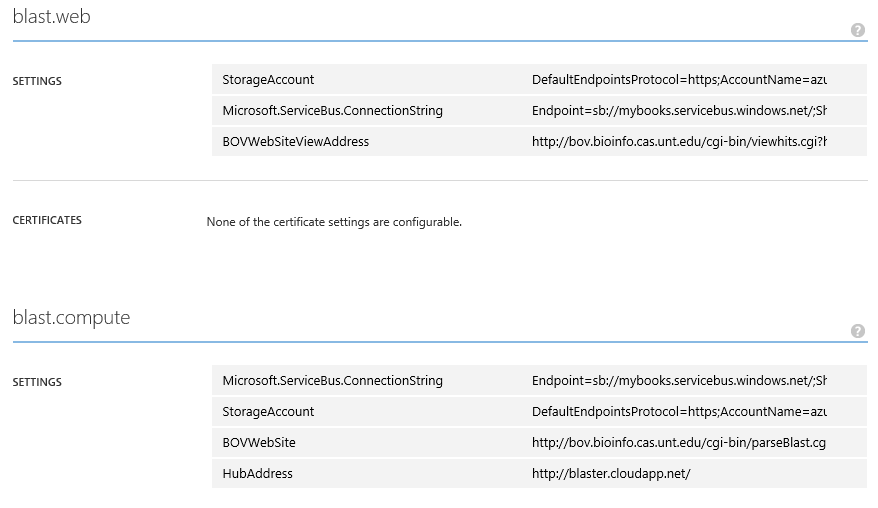 blast.web
?
SETTINGS
StorageAccount DefaultEndpointsProtocol=https;AccountName=azu
Microsoft.ServiceBus.ConnectionString Endpoint=sb://mybooks.servicebus.windows.net/;Sh
BOVWebSiteViewAddress http://bov.bioinfo.cas.unt.edu/cgi-bin/viewhits.cgi?h
CERTIFICATES None of the certificate settings are configurable.
blast.compute
?
SETTINGS
Microsoft.ServiceBus.ConnectionString Endpoint=sb://mybooks.servicebus.windows.net/;Sh
StorageAccount DefaultEndpointsProtocol=https;AccountName=azu
BOVWebSite http://bov.bioinfo.cas.unt.edu/cgi-bin/parseBlast.cg
HubAddress http://blaster.cloudapp.net/